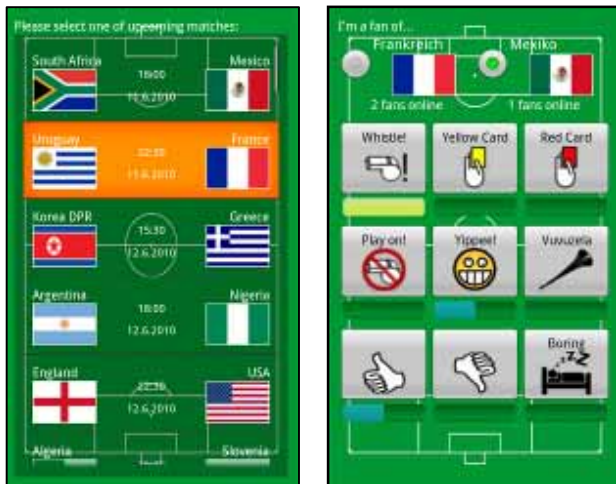 Please select one of upcoming matches:
South Africa
Mexico
16:00
11.6.2010
Uruguay
France
22:30
11.6.2010
Korea DPR
Greece
15:30
12.6.2010
Argentina
Nigeria
18:00
12.6.2010
England
USA
22:30
12.6.2010
Algeria
Slovenia
I'm a fan of...
Frankreich
Mexiko
2 fans online
1 fans online
Whistle!
Yellow Card
Red Card
Play on!
Yippee!
Vuvuzela
Boring